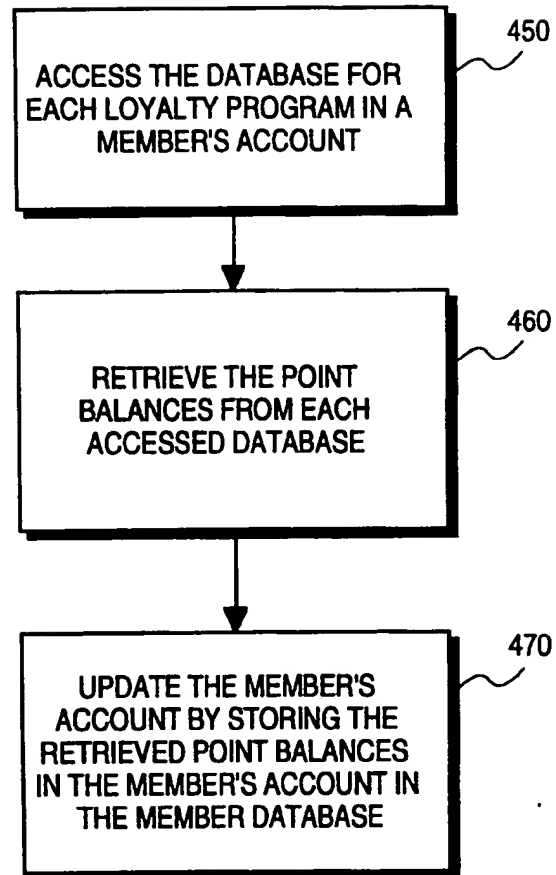 450
ACCESS THE DATABASE FOR
EACH LOYALTY PROGRAM IN A
MEMBER'S ACCOUNT
460
RETRIEVE THE POINT
BALANCES FROM EACH
ACCESSED DATABASE
470
UPDATE THE MEMBER'S
ACCOUNT BY STORING THE
RETRIEVED POINT BALANCES
IN THE MEMBER'S ACCOUNT IN
THE MEMBER DATABASE